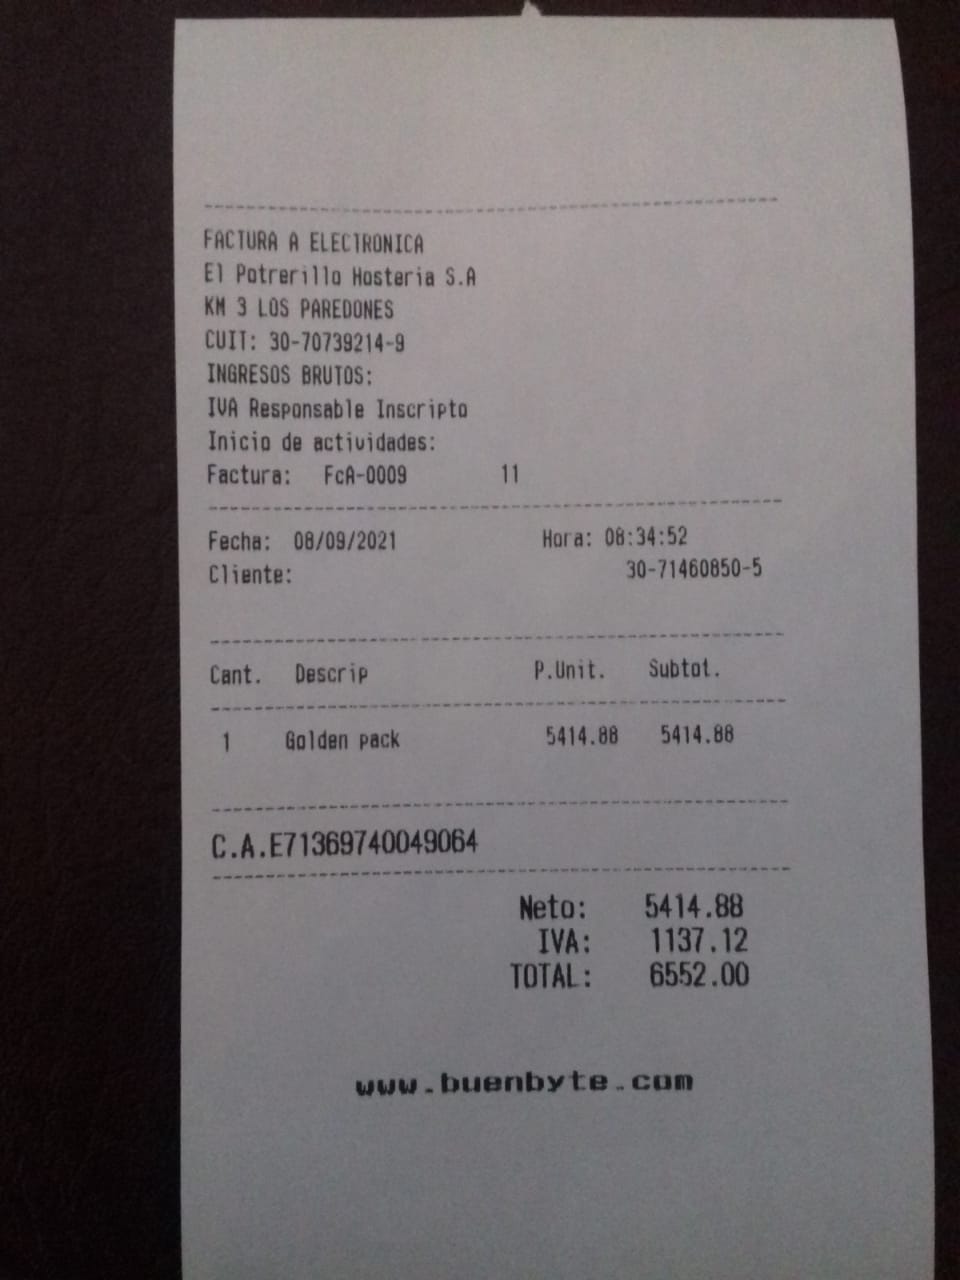 FACTURA A ELECTRONICA
El Potrerillo Hosteria S.A
KM 3 LOS PAREDONES
CUIT: 30-70739214-9
INGRESOS BRUTOS:
IVA Responsable Inscripto
Inicio de actividades:
Factura: FcA-0009 11
Fecha: 08/09/2021 Hora: 08:34:52
Cliente: 30-71460850-5
Cant. Descrip P.Unit. Subtot.
1 Golden pack 5414.88 5414.88
C.A.E71369740049064
Neto: 5414.88
IVA: 1137.12
TOTAL: 6552.00
www.buenbyte.com